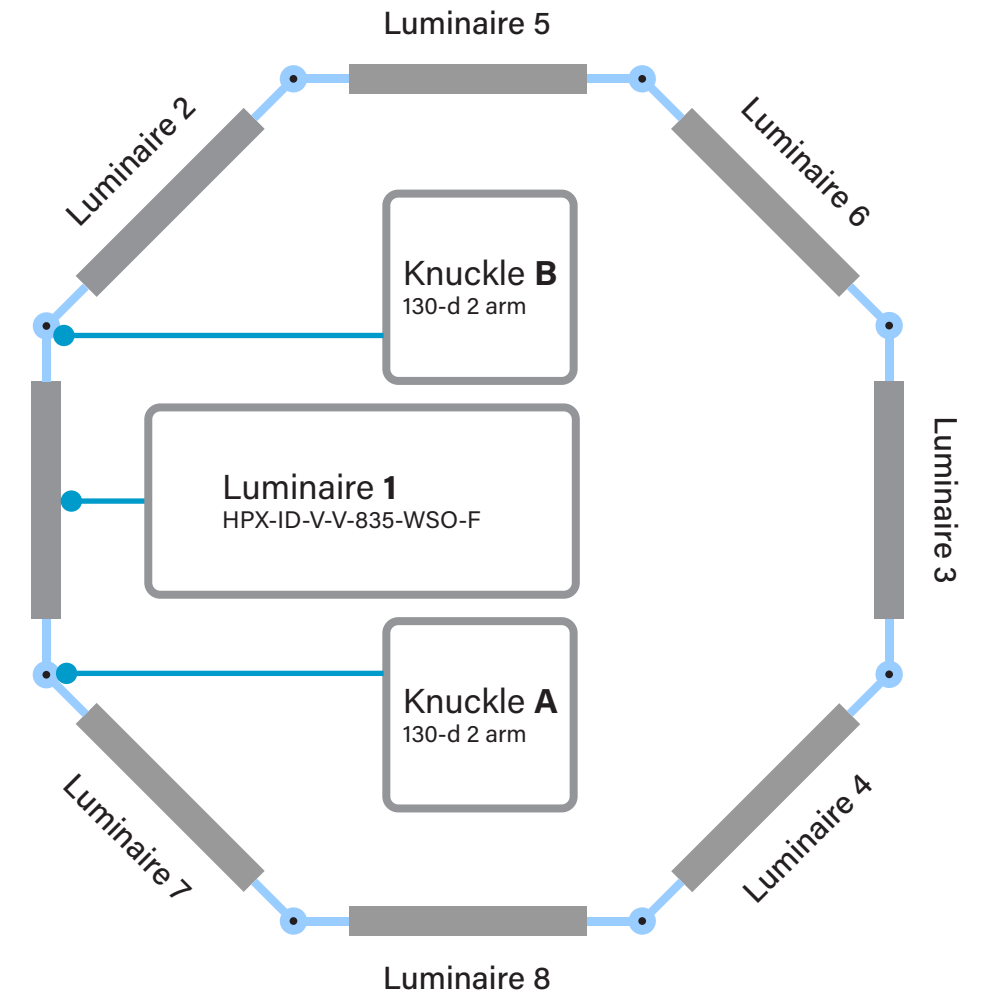 Luminaire 5
Luminaire 2
Luminaire 6
Knuckle B
130-d 2 arm
Luminaire 1
HPX-ID-V-V-835-WSO-F
Luminaire 3
Knuckle A
130-d 2 arm
Luminaire 7
Luminaire 4
Luminaire 8